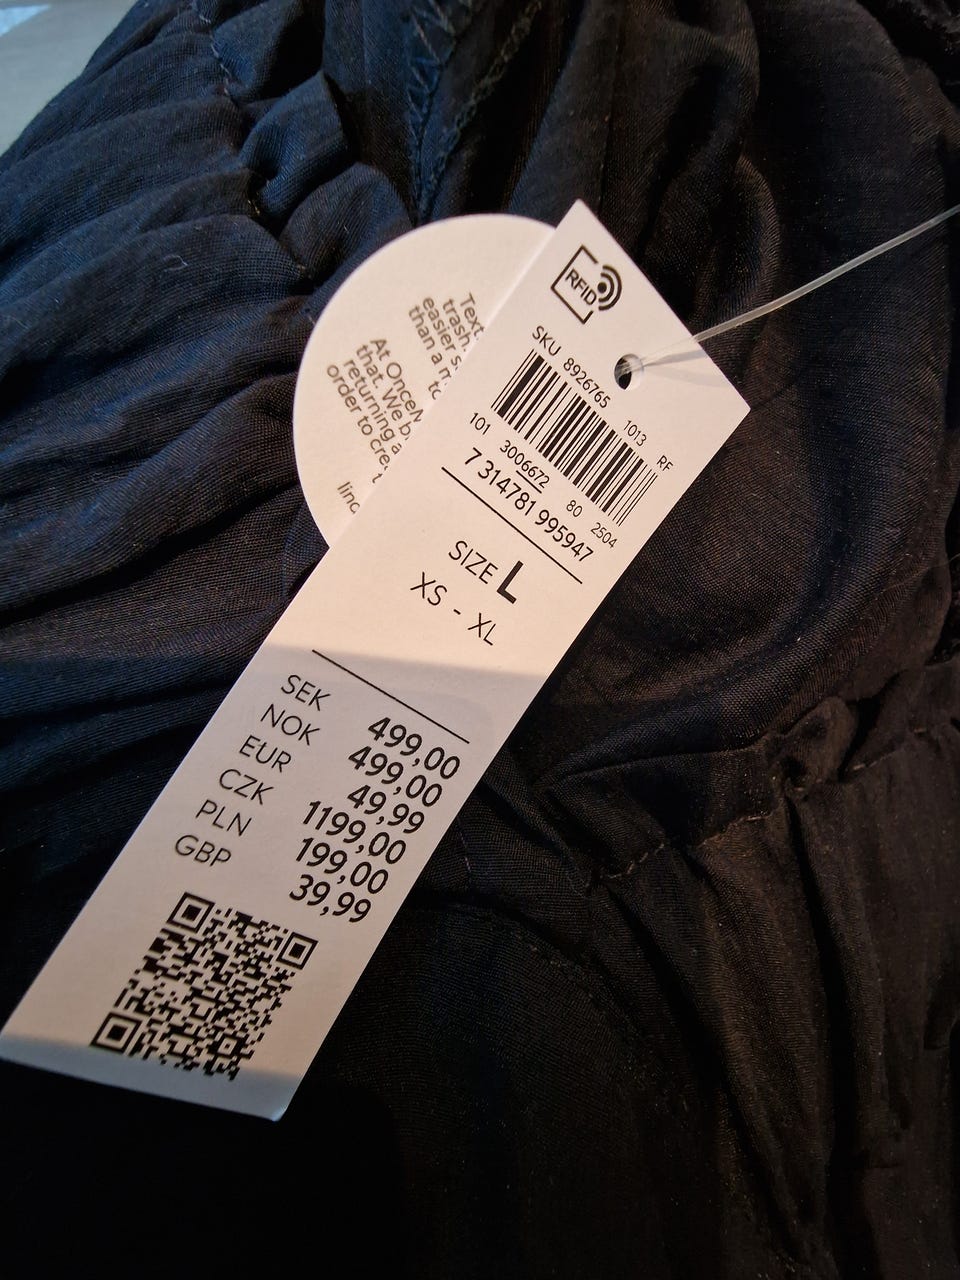 RFID
SKU 8926765 1013 RF
101 3006672 80 2504
7 314781 995947
SIZE L
XS - XL
SEK 499,00
NOK 499,00
EUR 49,99
CZK 1199,00
PLN 199,00
GBP 39,99
Text
trash
easier s
than a
At Once
that. We b
returning a
order to cre
linc